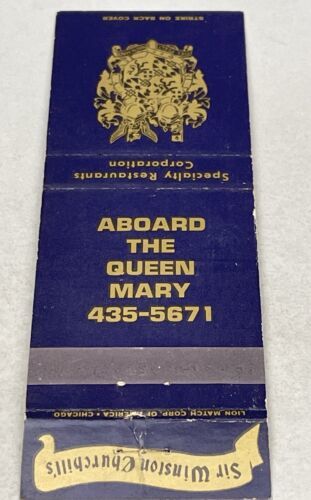 STRIKE ON BACK COVER
Specialty Restaurants
Corporation
ABOARD
THE
QUEEN
MARY
435-5671
LION MATCH CORP. OF AMERICA • CHICAGO
Sir Winston Churchill's